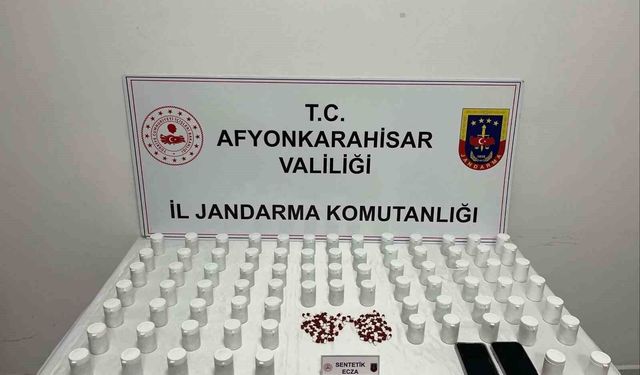 T.C.
AFYONKARAHİSAR
VALİLİĞİ
İL JANDARMA KOMUTANLIĞI
JANDARMA
SENTETİK
ECZA